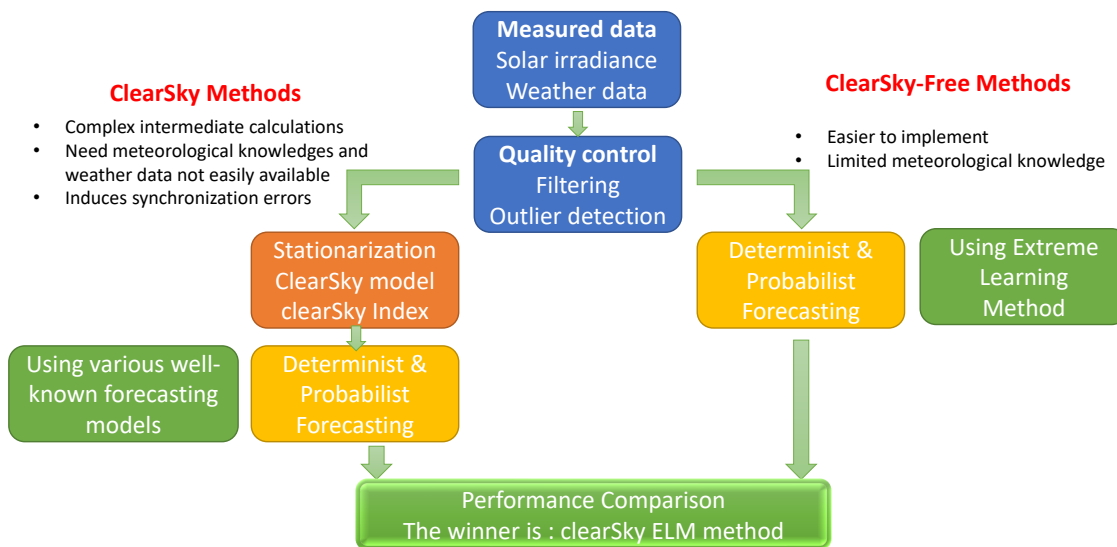 Measured data
Solar irradiance
Weather data
ClearSky Methods
• Complex intermediate calculations
• Need meteorological knowledges and
weather data not easily available
• Induces synchronization errors
ClearSky-Free Methods
• Easier to implement
• Limited meteorological knowledge
Quality control
Filtering
Outlier detection
Stationarization
ClearSky model
clearSky Index
Determinist &
Probabilist
Forecasting
Using Extreme
Learning
Method
Using various well-
known forecasting
models
Determinist &
Probabilist
Forecasting
Performance Comparison
The winner is : clearSky ELM method